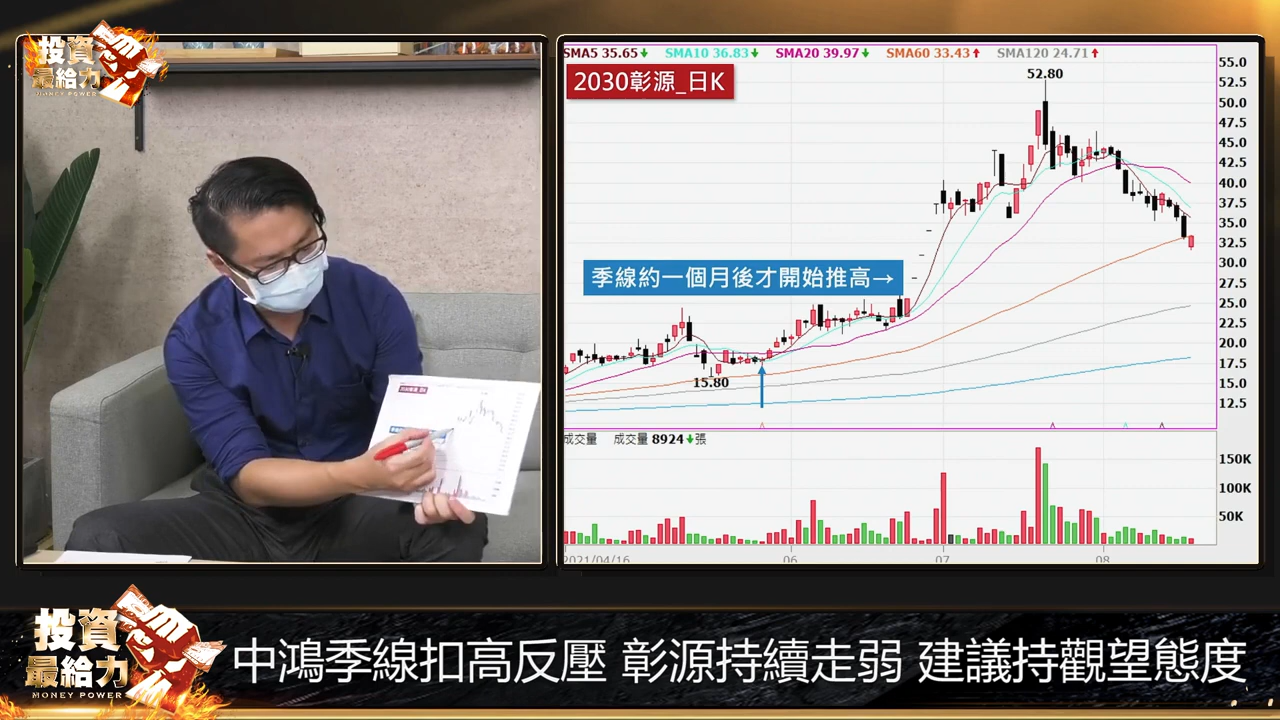 投資
最給力
MONEY POWER
SMA5 35.65↓ SMA10 36.83↓ SMA20 39.97↓ SMA60 33.43↑ SMA120 24.71↑
2030彰源_日K
52.80
55.0
52.5
50.0
47.5
45.0
42.5
40.0
37.5
35.0
32.5
30.0
27.5
25.0
22.5
20.0
17.5
15.0
12.5
季線約一個月後才開始推高→
15.80
成交量 成交量 8924↓張
150K
100K
50K
2021/04/16 06 07 08
投資
最給力
MONEY POWER
中鴻季線扣高反壓 彰源持續走弱 建議持觀望態度